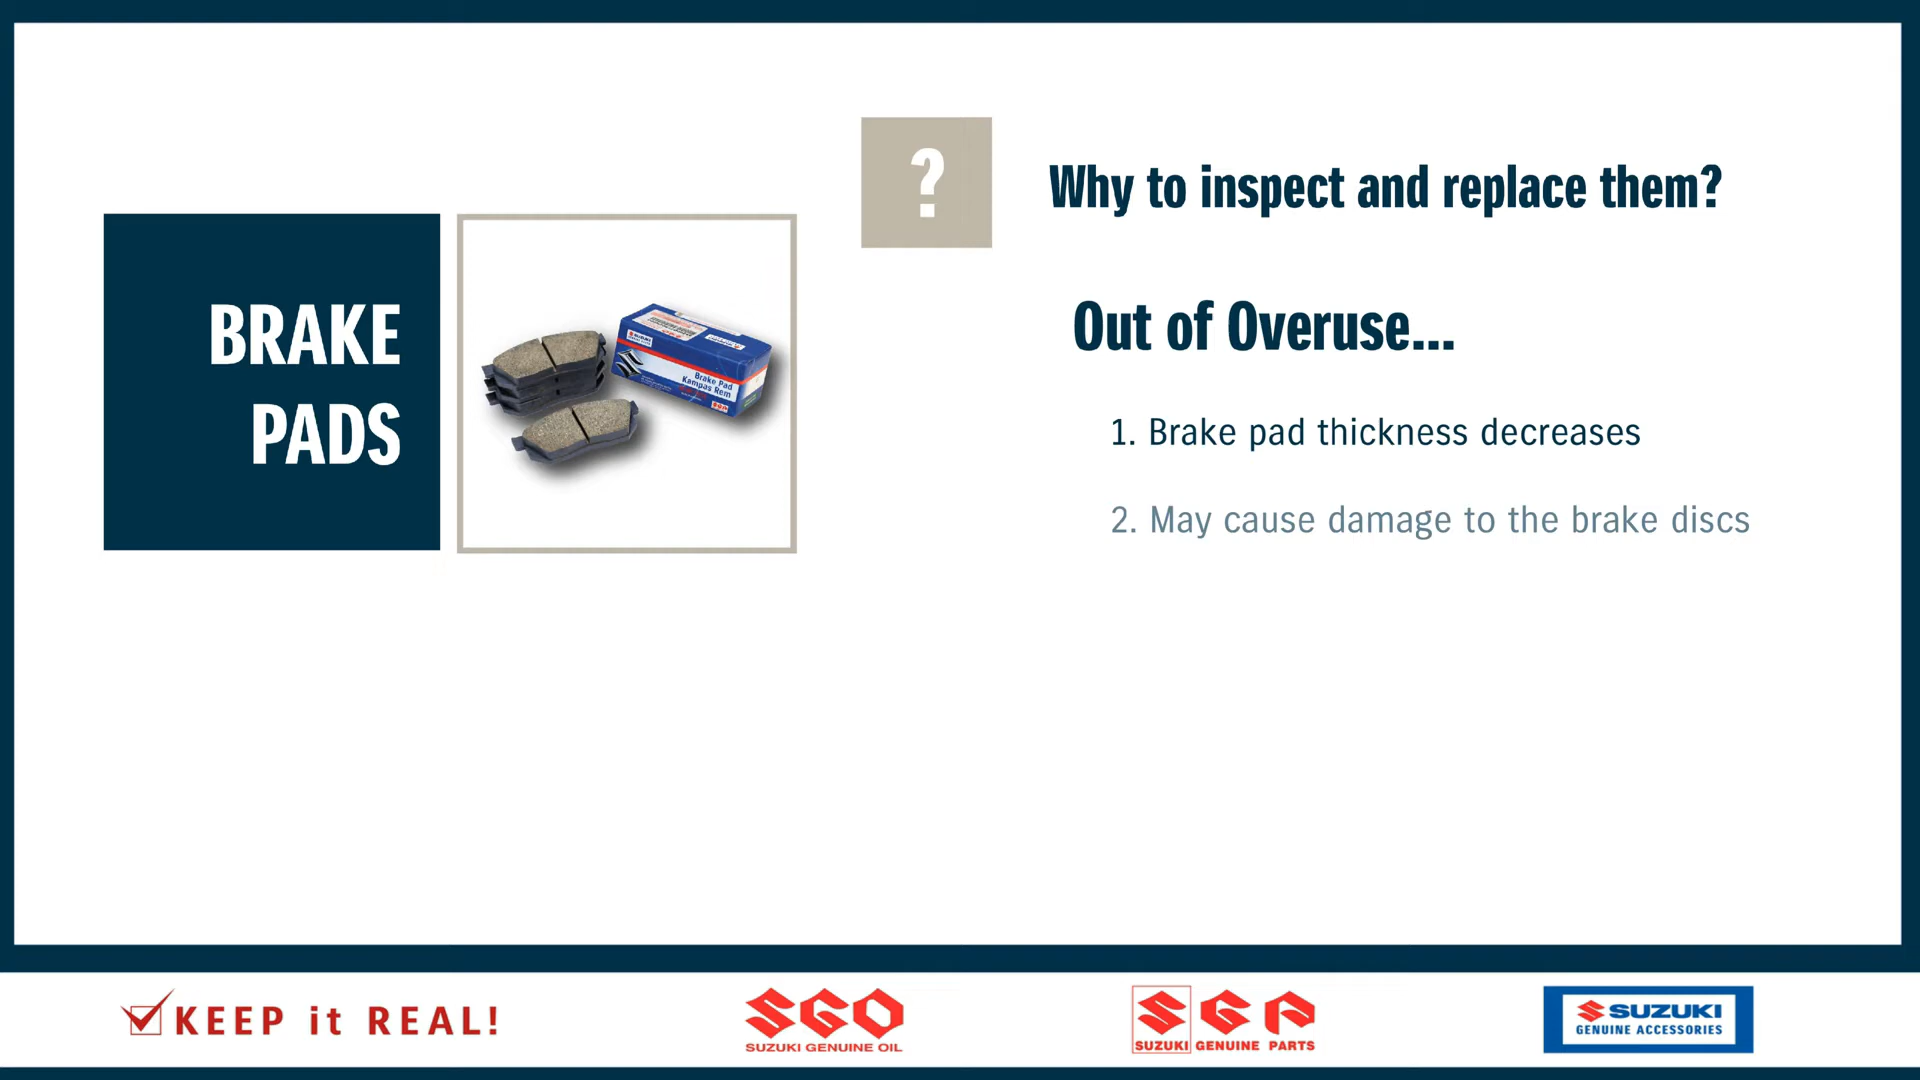 BRAKE
PADS
SUZUKI
Brake Pad
Kampas Rem
SGP
?
Why to inspect and replace them?
Out of Overuse...
1. Brake pad thickness decreases
2. May cause damage to the brake discs
KEEP it REAL!
SGO
SUZUKI GENUINE OIL
SGP
SUZUKI GENUINE PARTS
SUZUKI
GENUINE ACCESSORIES